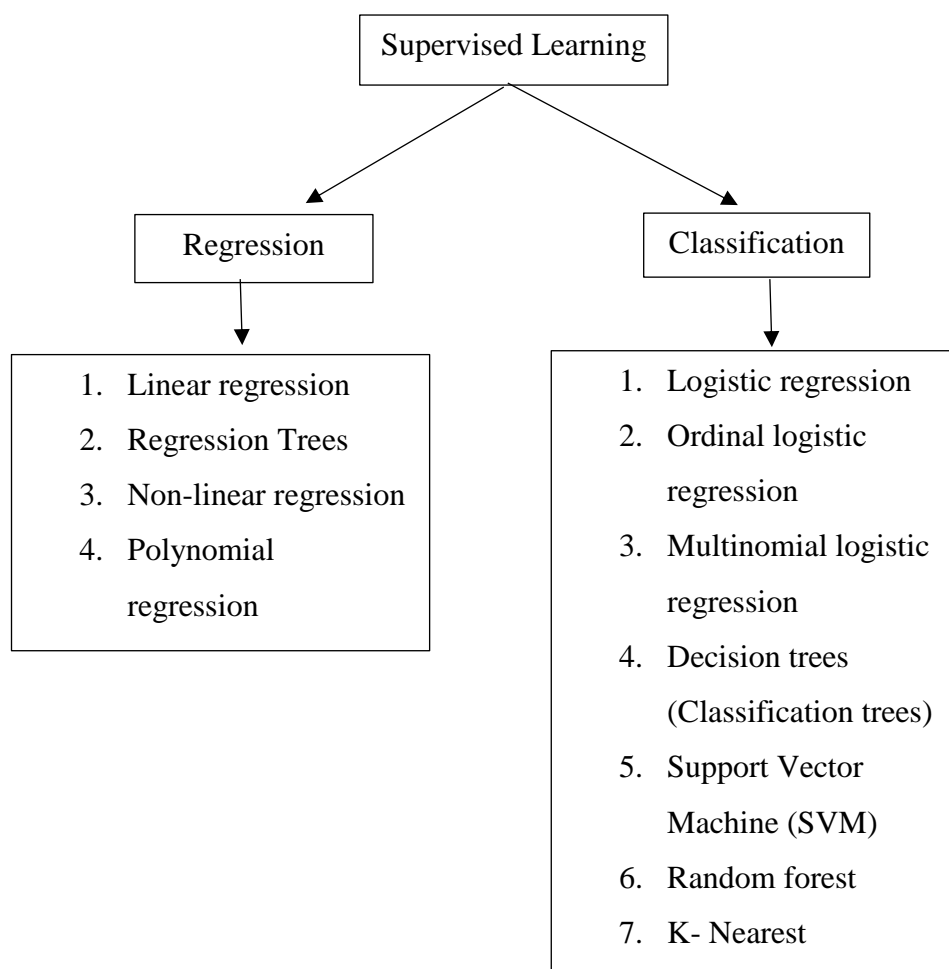 Supervised Learning
Regression
Classification
1. Linear regression
2. Regression Trees
3. Non-linear regression
4. Polynomial
regression
1. Logistic regression
2. Ordinal logistic
regression
3. Multinomial logistic
regression
4. Decision trees
(Classification trees)
5. Support Vector
Machine (SVM)
6. Random forest
7. K- Nearest